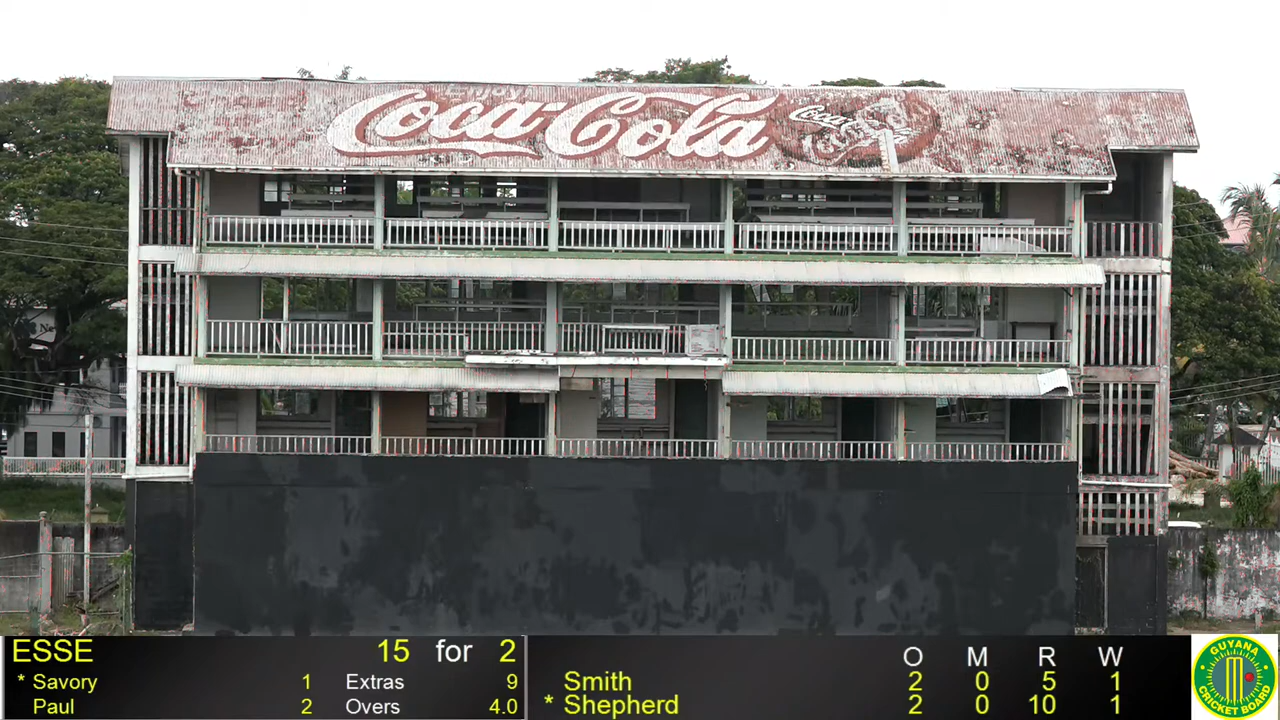 Enjoy
Coca-Cola
Coca-Cola
ESSE 15 for 2
* Savory 1 Extras 9
Paul 2 Overs 4.0
O M R W
Smith 2 0 5 1
* Shepherd 2 0 10 1
GUYANA
CRICKET BOARD